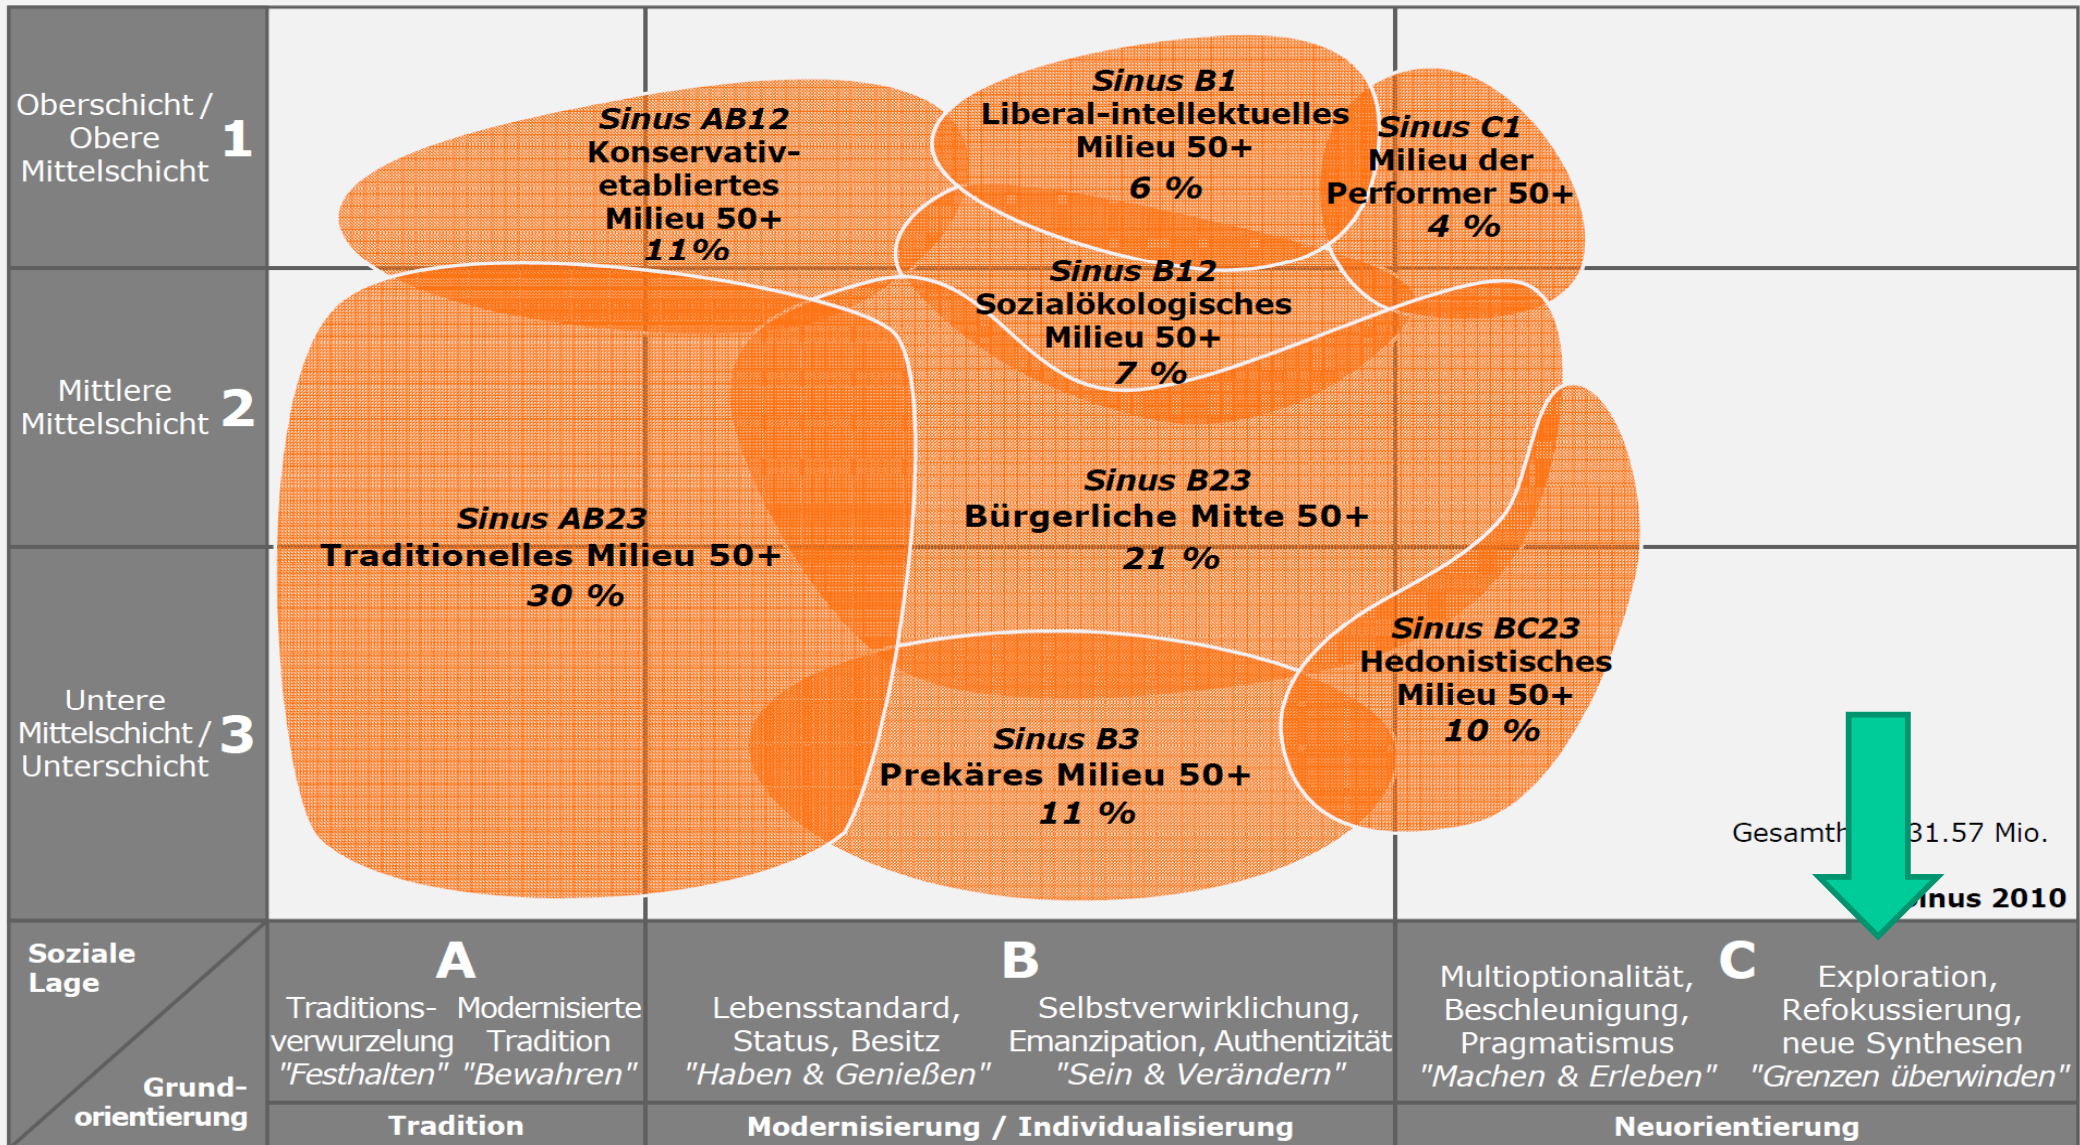 Oberschicht /
Obere
Mittelschicht
1
Mittlere
Mittelschicht
2
Untere
Mittelschicht /
Unterschicht
3
Sinus AB12
Konservativ-
etabliertes
Milieu 50+
11%
Sinus B1
Liberal-intellektuelles
Milieu 50+
6 %
Sinus C1
Milieu der
Performer 50+
4 %
Sinus B12
Sozialökologisches
Milieu 50+
7 %
Sinus AB23
Traditionelles Milieu 50+
30 %
Sinus B23
Bürgerliche Mitte 50+
21 %
Sinus BC23
Hedonistisches
Milieu 50+
10 %
Sinus B3
Prekäres Milieu 50+
11 %
31.57 Mio.
2010
Soziale
Lage
Grund-
orientierung
A
Traditions-
verwurzelung
"Festhalten"
Modernisierte
Tradition
"Bewahren"
B
Lebensstandard,
Status, Besitz
"Haben & Genießen"
Selbstverwirklichung,
Emanzipation, Authentizität
"Sein & Verändern"
C
Multioptionalität,
Beschleunigung,
Pragmatismus
"Machen & Erleben"
Exploration,
Refokussierung,
neue Synthesen
"Grenzen überwinden"
Tradition
Modernisierung / Individualisierung
Neuorientierung